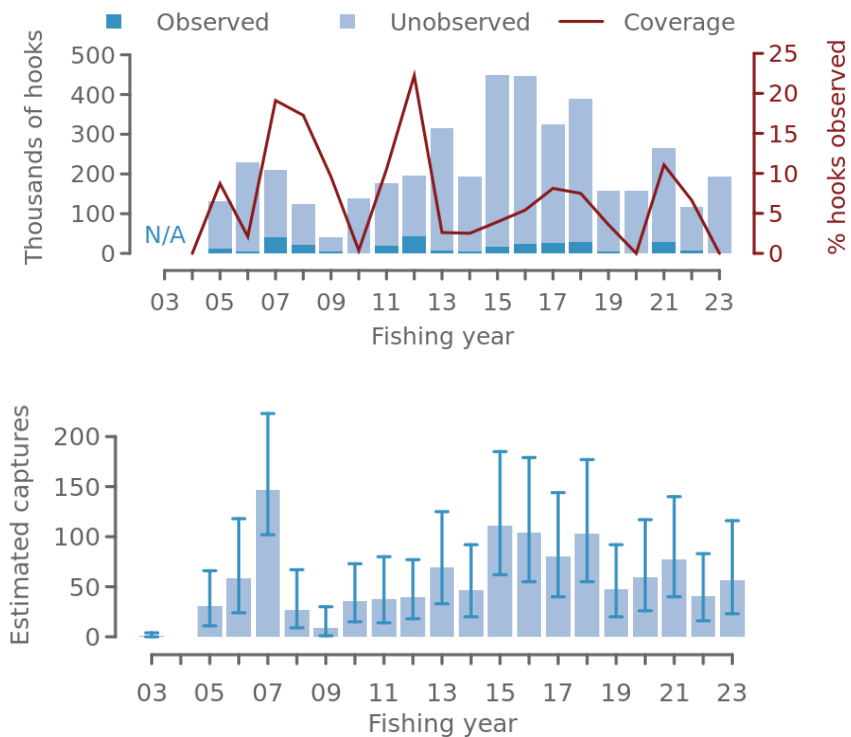 Observed Unobserved Coverage
Thousands of hooks
500
400
300
200
100
0
N/A
25
20
15
10
5
0
% hooks observed
03 05 07 09 11 13 15 17 19 21 23
Fishing year
Estimated captures
200
150
100
50
0
03 05 07 09 11 13 15 17 19 21 23
Fishing year